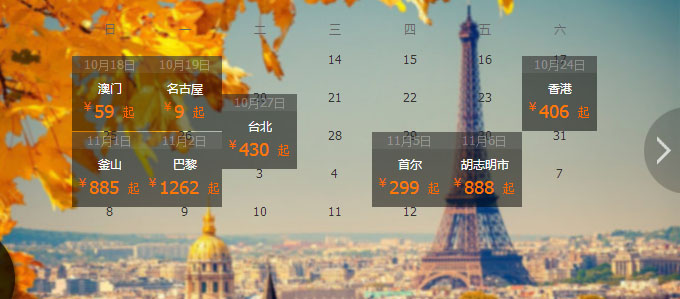 日 一 二 三 四 五 六
14 15 16 17
10月18日 10月19日 10月24日
澳门 名古屋 香港
¥59 起 ¥9 起 ¥406 起
20 21 22 23
10月27日
台北
¥430 起
26 28 29 30 31
11月1日 11月2日 11月5日 11月6日
釜山 巴黎 首尔 胡志明市
¥885 起 ¥1262 起 ¥299 起 ¥888 起
3 4 7
8 9 10 11 12